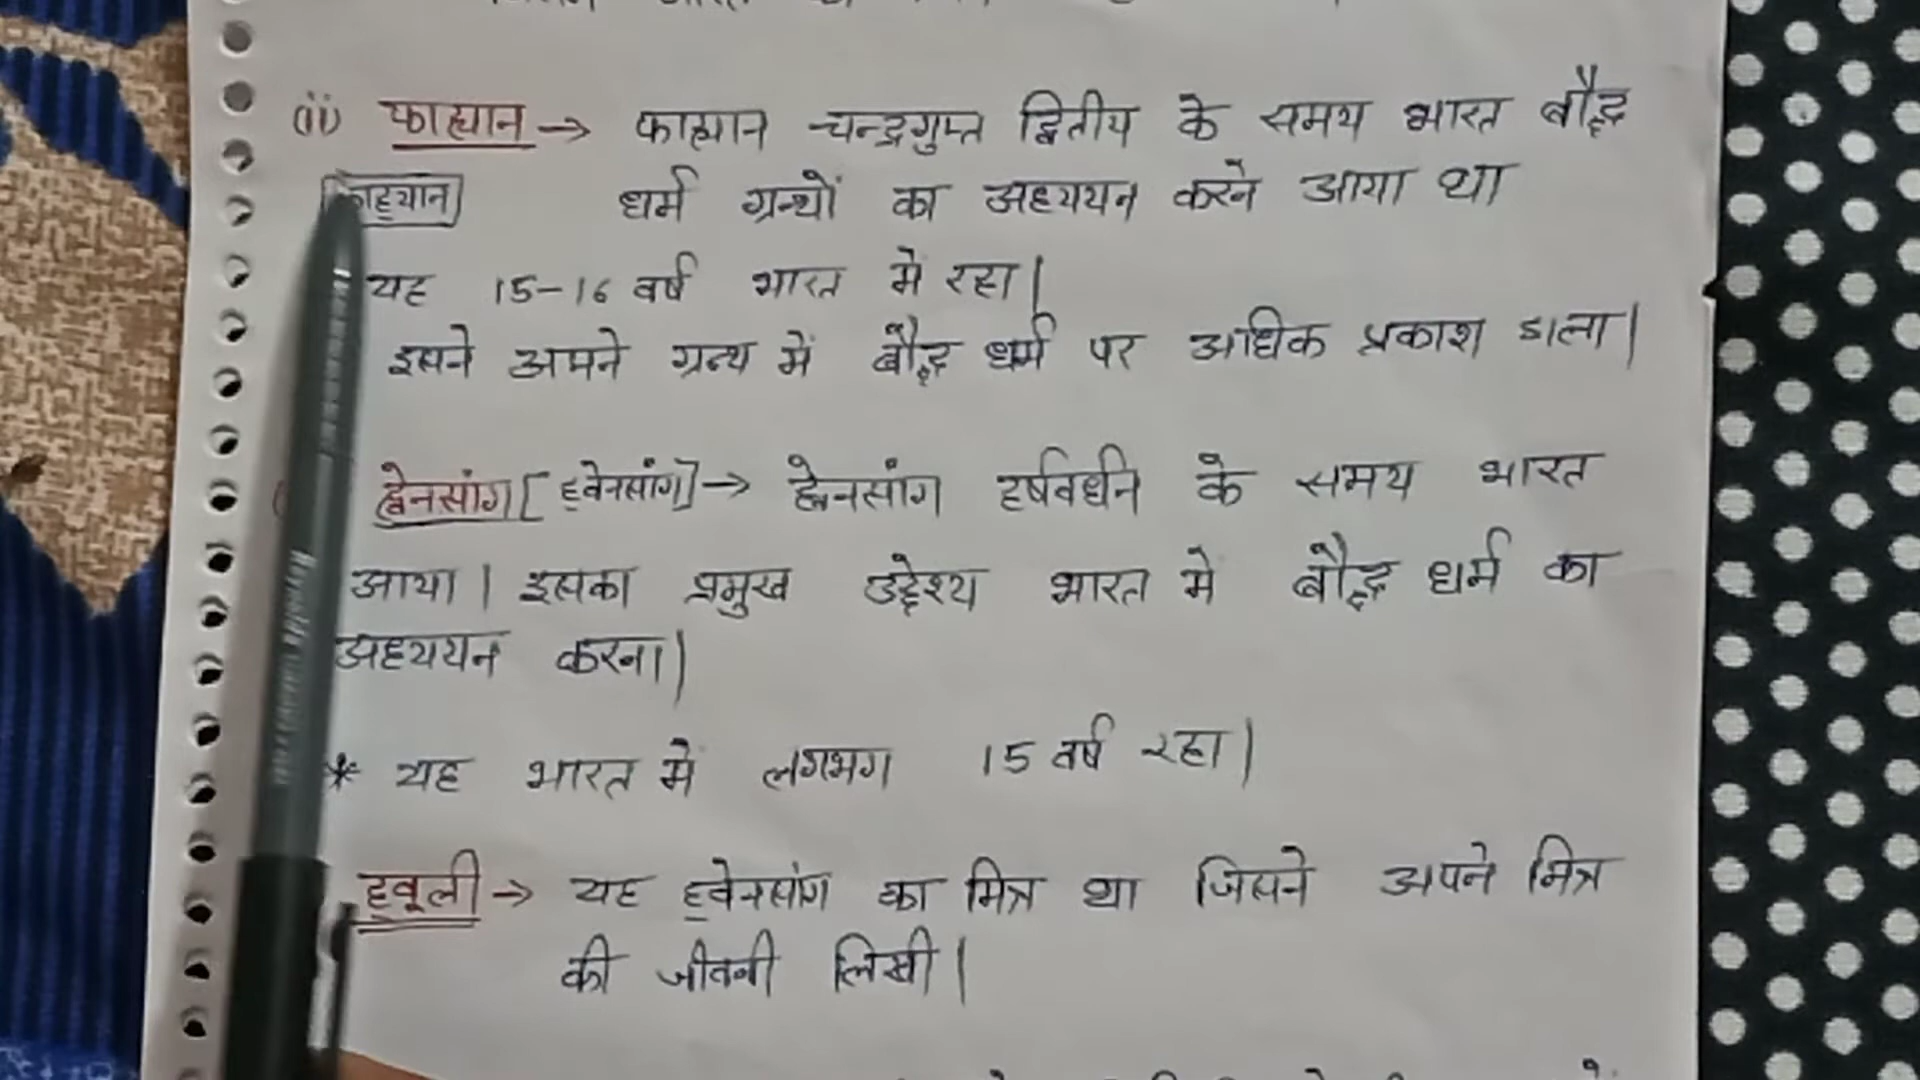 (ii) फाह्यान → फाह्यान चन्द्रगुप्त द्वितीय के समय भारत बौद्ध
फाह्यान धर्म ग्रन्थों का अध्ययन करने आया था
यह 15-16 वर्ष भारत मे रहा|
इसने अपने ग्रन्थ में बौद्ध धर्म पर अधिक प्रकाश डाला|
ह्वेनसांग [ह्वेनसांग] → ह्वेनसांग हर्षवर्धन के समय भारत
आया| इसका प्रमुख उद्देश्य भारत मे बौद्ध धर्म का
अध्ययन करना|
* यह भारत में लगभग 15 वर्ष रहा|
ह्वूली → यह ह्वेनसांग का मित्र था जिसने अपने मित्र
की जीवनी लिखी|